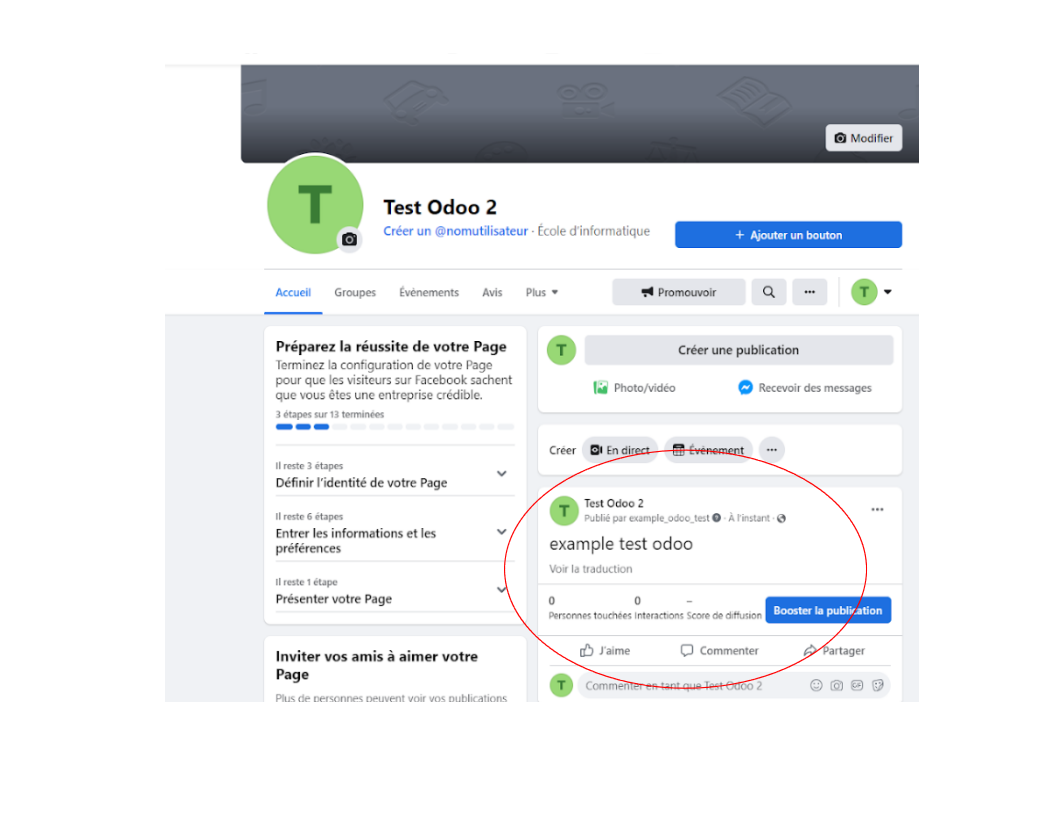 Modifier
T
Test Odoo 2
Créer un @nomutilisateur · École d'informatique
+ Ajouter un bouton
Accueil Groupes Événements Avis Plus
Promouvoir
T
Préparez la réussite de votre Page
Terminez la configuration de votre Page
pour que les visiteurs sur Facebook sachent
que vous êtes une entreprise crédible.
3 étapes sur 13 terminées
Il reste 3 étapes
Définir l'identité de votre Page
Il reste 6 étapes
Entrer les informations et les
préférences
Il reste 1 étape
Présenter votre Page
Inviter vos amis à aimer votre
Page
Plus de personnes peuvent voir vos publications
T
Créer une publication
Photo/vidéo
Recevoir des messages
Créer
En direct
Évènement
T
Test Odoo 2
Publié par example_odoo_test · À l'instant ·
example test odoo
Voir la traduction
0 0 –
Personnes touchées Interactions Score de diffusion
Booster la publication
J'aime
Commenter
Partager
T
Commenter en tant que Test Odoo 2
GIF